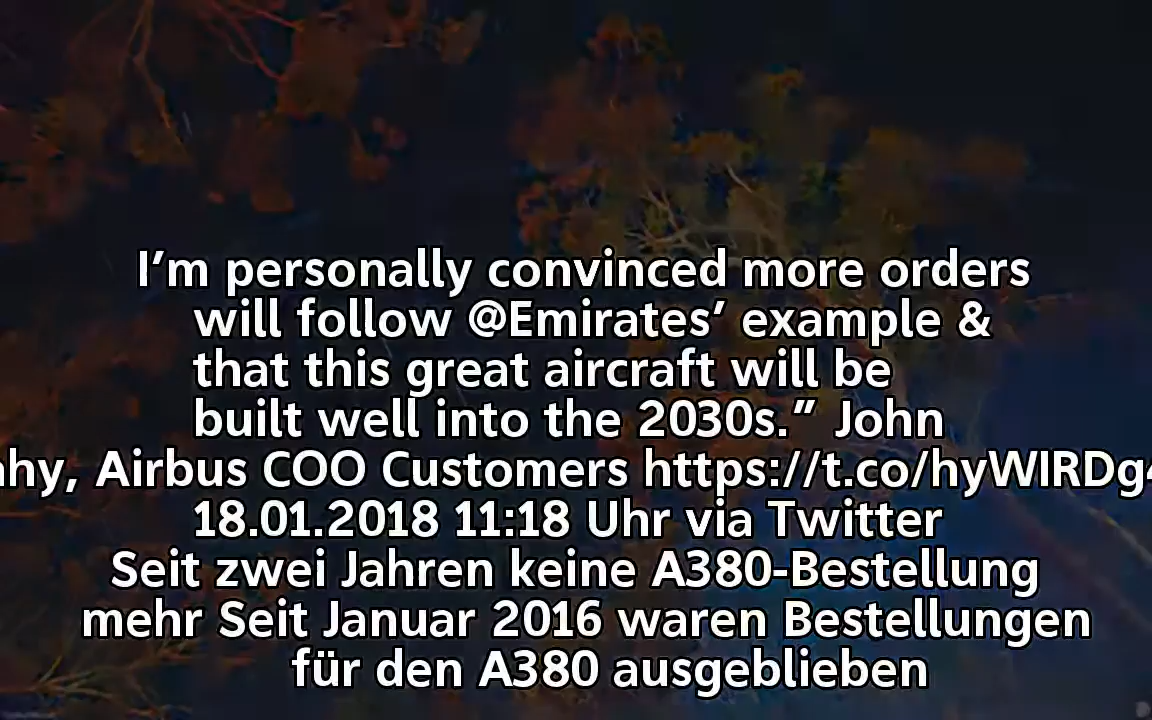 I’m personally convinced more orders
will follow @Emirates’ example &
that this great aircraft will be
built well into the 2030s.” John
Airbus COO Customers
18.01.2018 11:18 Uhr via Twitter
Seit zwei Jahren keine A380-Bestellung
mehr Seit Januar 2016 waren Bestellungen
für den A380 ausgeblieben